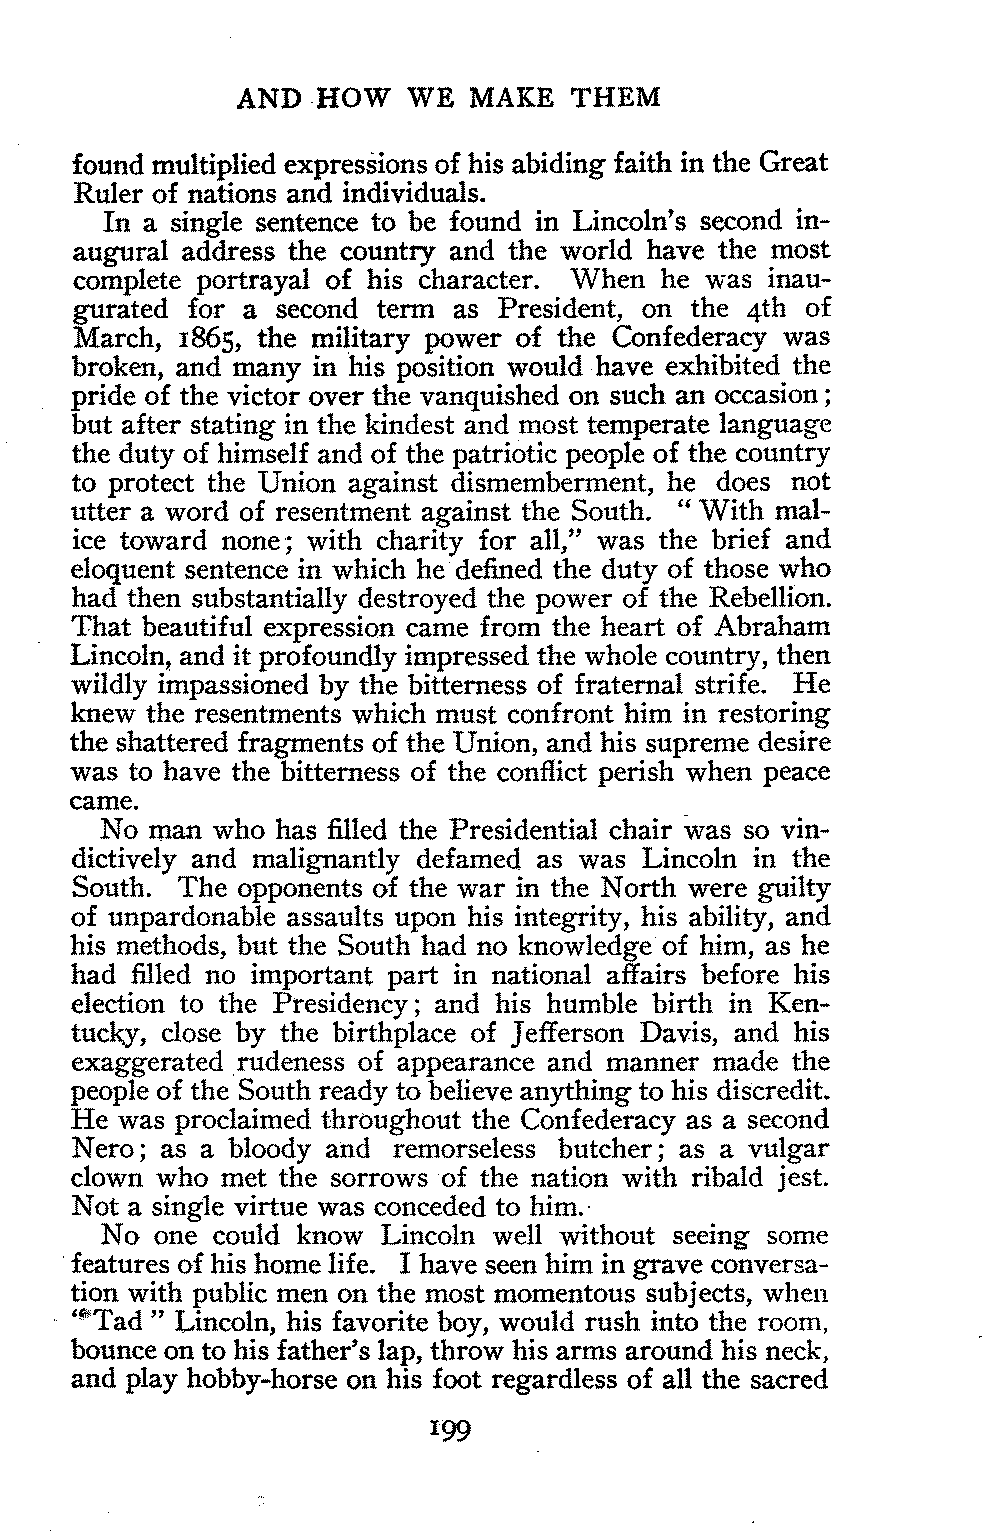 AND HOW WE MAKE THEM
found multiplied expressions of his abiding faith in the Great
Ruler of nations and individuals.
In a single sentence to be found in Lincoln's second in-
augural address the country and the world have the most
complete portrayal of his character. When he was inau-
gurated for a second term as President, on the 4th of
March, 1865, the military power of the Confederacy was
broken, and many in his position would have exhibited the
pride of the victor over the vanquished on such an occasion;
but after stating in the kindest and most temperate language
the duty of himself and of the patriotic people of the country
to protect the Union against dismemberment, he does not
utter a word of resentment against the South. "With mal-
ice toward none; with charity for all," was the brief and
eloquent sentence in which he defined the duty of those who
had then substantially destroyed the power of the Rebellion.
That beautiful expression came from the heart of Abraham
Lincoln, and it profoundly impressed the whole country, then
wildly impassioned by the bitterness of fraternal strife. He
knew the resentments which must confront him in restoring
the shattered fragments of the Union, and his supreme desire
was to have the bitterness of the conflict perish when peace
came.
No man who has filled the Presidential chair was so vin-
dictively and malignantly defamed as was Lincoln in the
South. The opponents of the war in the North were guilty
of unpardonable assaults upon his integrity, his ability, and
his methods, but the South had no knowledge of him, as he
had filled no important part in national affairs before his
election to the Presidency; and his humble birth in Ken-
tucky, close by the birthplace of Jefferson Davis, and his
exaggerated rudeness of appearance and manner made the
people of the South ready to believe anything to his discredit.
He was proclaimed throughout the Confederacy as a second
Nero; as a bloody and remorseless butcher; as a vulgar
clown who met the sorrows of the nation with ribald jest.
Not a single virtue was conceded to him.
No one could know Lincoln well without seeing some
features of his home life. I have seen him in grave conversa-
tion with public men on the most momentous subjects, when
"Tad" Lincoln, his favorite boy, would rush into the room,
bounce on to his father's lap, throw his arms around his neck,
and play hobby-horse on his foot regardless of all the sacred
199